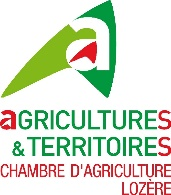 a
aGRICULTURES
& TERRITOIRES
CHAMBRE D'AGRICULTURE
LOZÈRE